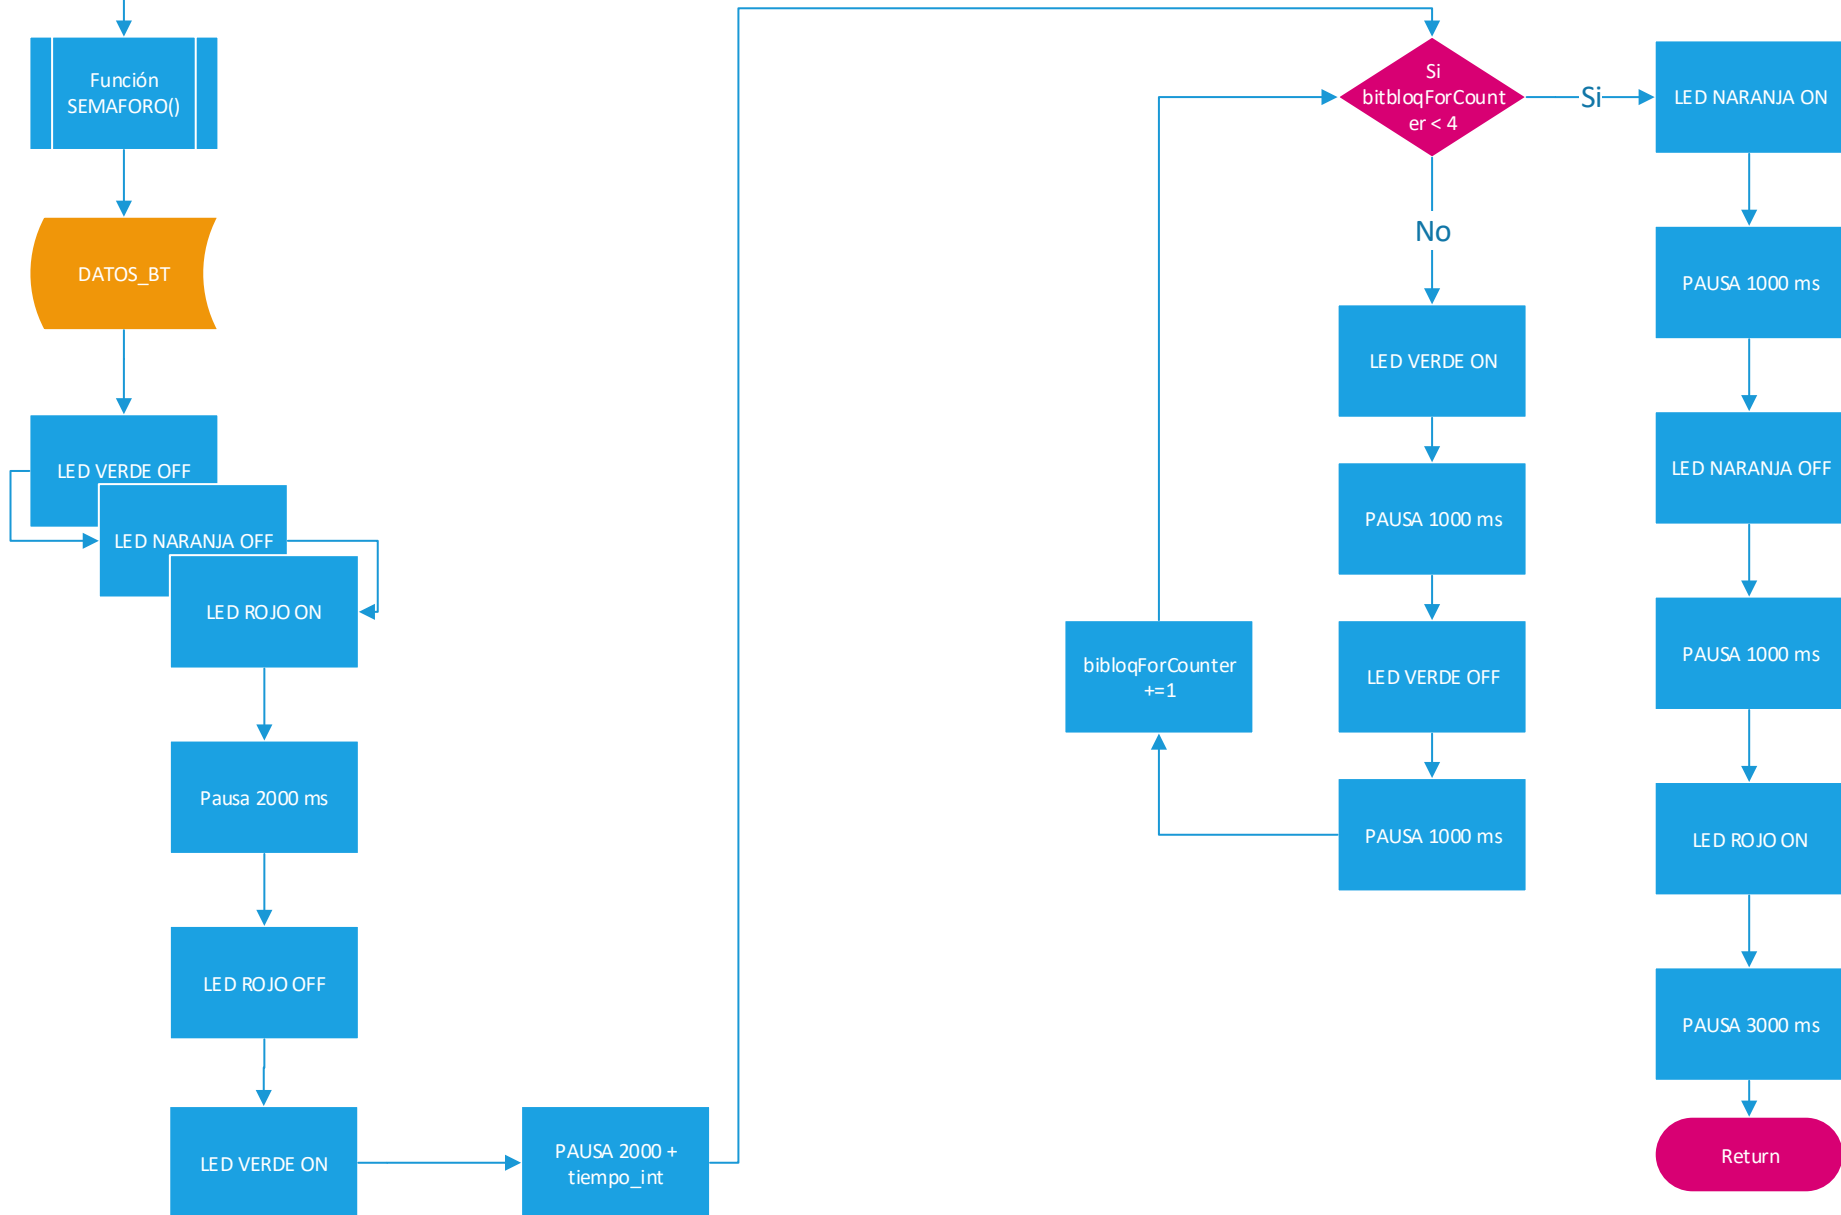 Función
SEMAFORO()
DATOS_BT
LED VERDE OFF
LED NARANJA OFF
LED ROJO ON
Pausa 2000 ms
LED ROJO OFF
LED VERDE ON
PAUSA 2000 +
tiempo_int
Si
bitbloqForCount
er < 4
Si
No
LED VERDE ON
PAUSA 1000 ms
LED VERDE OFF
PAUSA 1000 ms
bibloqForCounter
+=1
LED NARANJA ON
PAUSA 1000 ms
LED NARANJA OFF
PAUSA 1000 ms
LED ROJO ON
PAUSA 3000 ms
Return